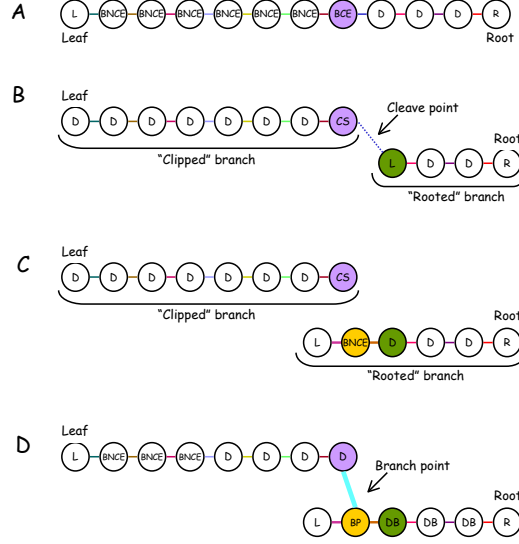 A
L BNCE BNCE BNCE BNCE BNCE BNCE BCE D D D R
Leaf Root
B
Leaf
Cleave point
D D D D D D D CS
Root
L D D R
"Clipped" branch
"Rooted" branch
C
Leaf
D D D D D D D CS
"Clipped" branch
Root
L BNCE D D D R
"Rooted" branch
D
Leaf
L BNCE BNCE BNCE D D D D
Branch point
Root
L BP DB DB DB R